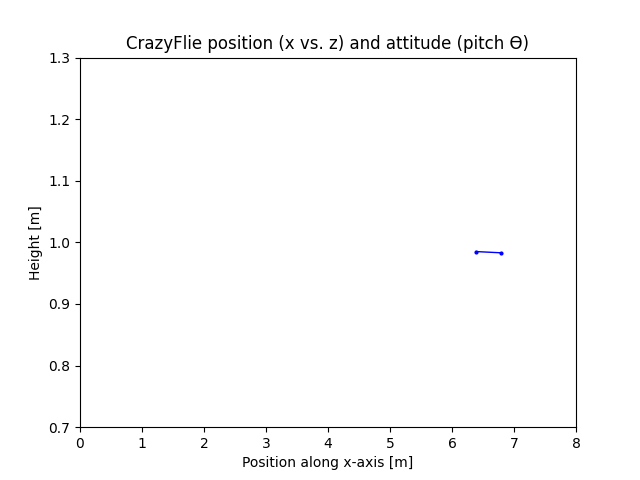 CrazyFlie position (x vs. z) and attitude (pitch ϴ)
1.3
1.2
1.1
1.0
0.9
0.8
0.7
Height [m]
0 1 2 3 4 5 6 7 8
Position along x-axis [m]